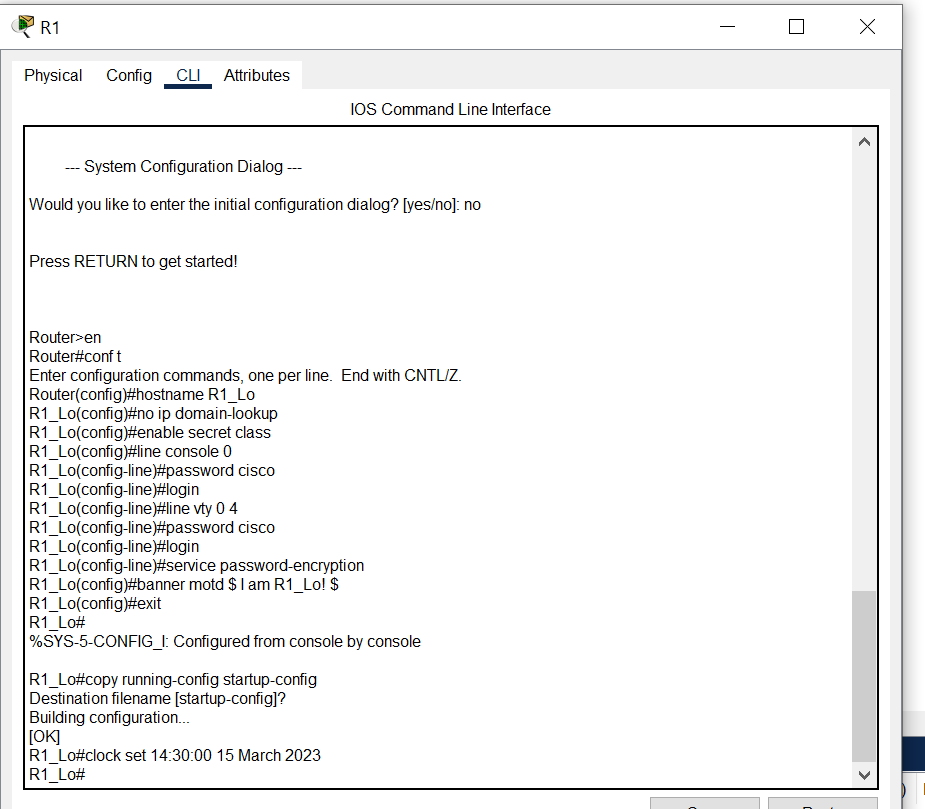 R1
Physical Config CLI Attributes
IOS Command Line Interface
--- System Configuration Dialog ---
Would you like to enter the initial configuration dialog? [yes/no]: no
Press RETURN to get started!
Router>en
Router#conf t
Enter configuration commands, one per line.  End with CNTL/Z.
Router(config)#hostname R1_Lo
R1_Lo(config)#no ip domain-lookup
R1_Lo(config)#enable secret class
R1_Lo(config)#line console 0
R1_Lo(config-line)#password cisco
R1_Lo(config-line)#login
R1_Lo(config-line)#line vty 0 4
R1_Lo(config-line)#password cisco
R1_Lo(config-line)#login
R1_Lo(config-line)#service password-encryption
R1_Lo(config)#banner motd $ I am R1_Lo! $
R1_Lo(config)#exit
R1_Lo#
%SYS-5-CONFIG_I: Configured from console by console
R1_Lo#copy running-config startup-config
Destination filename [startup-config]?
Building configuration...
[OK]
R1_Lo#clock set 14:30:00 15 March 2023
R1_Lo#